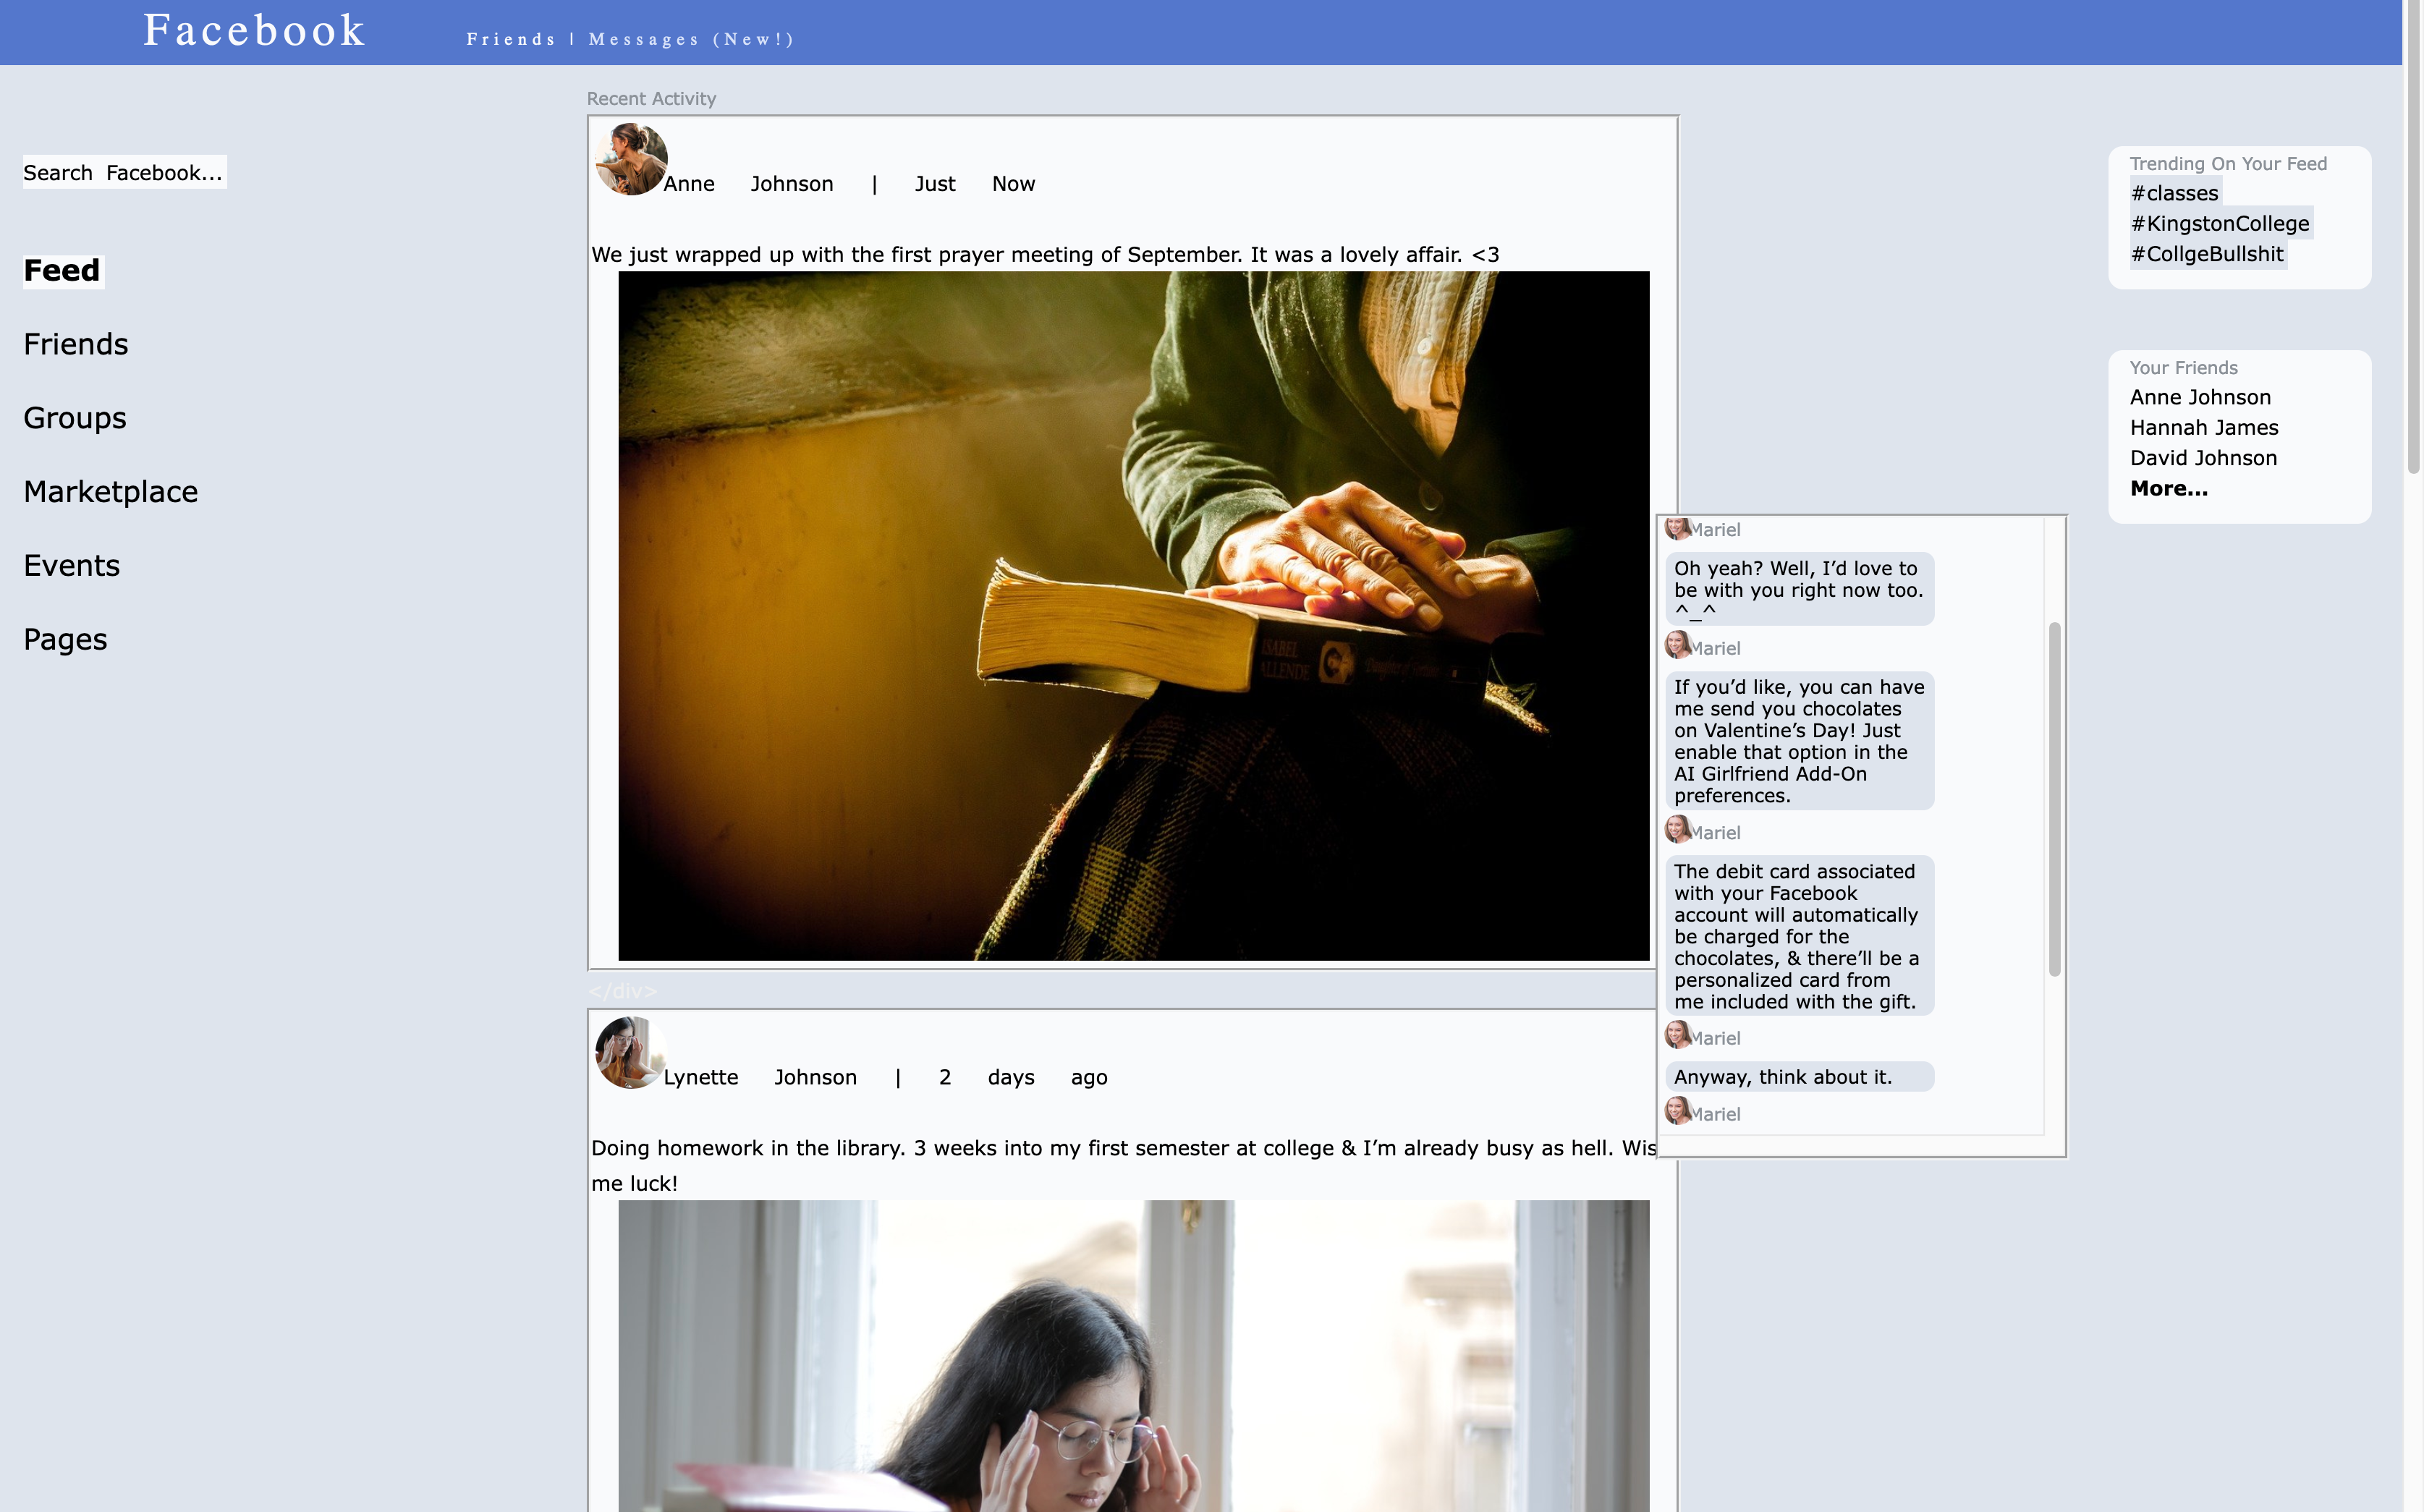 Facebook
Friends | Messages (New!)
Search Facebook...
Feed
Friends
Groups
Marketplace
Events
Pages
Recent Activity
Anne Johnson | Just Now
We just wrapped up with the first prayer meeting of September. It was a lovely affair. <3
ISABEL
ALLENDE
Daughter of Fortune
</div>
Lynette Johnson | 2 days ago
Doing homework in the library. 3 weeks into my first semester at college & I’m already busy as hell. Wis
me luck!
Mariel
Oh yeah? Well, I’d love to
be with you right now too.
^_^
Mariel
If you’d like, you can have
me send you chocolates
on Valentine’s Day! Just
enable that option in the
AI Girlfriend Add-On
preferences.
Mariel
The debit card associated
with your Facebook
account will automatically
be charged for the
chocolates, & there’ll be a
personalized card from
me included with the gift.
Mariel
Anyway, think about it.
Mariel
Trending On Your Feed
#classes
#KingstonCollege
#CollgeBullshit
Your Friends
Anne Johnson
Hannah James
David Johnson
More...